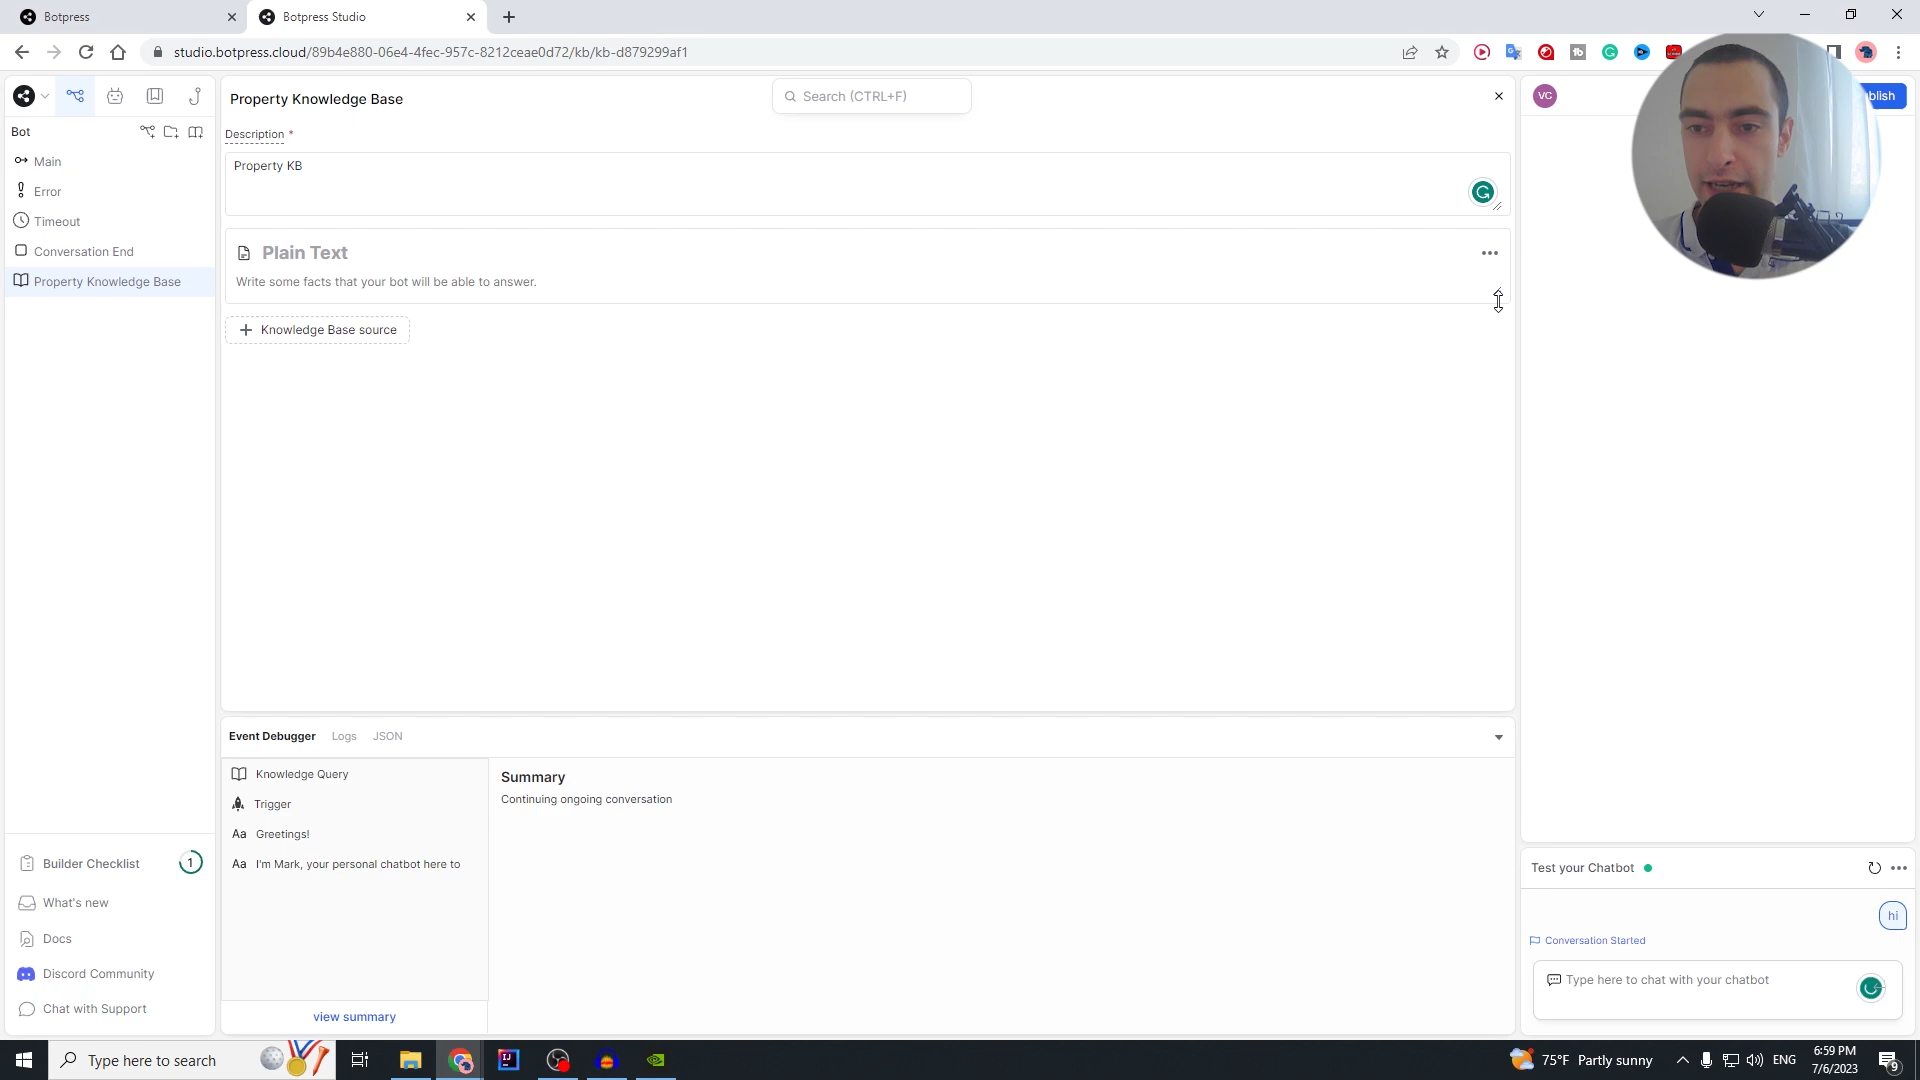 Botpress
Botpress Studio
studio.botpress.cloud/89b4e880-06e4-4fec-957c-8212ceae0d72/kb/kb-d879299af1
Bot
Main
Error
Timeout
Conversation End
Property Knowledge Base
Builder Checklist
1
What's new
Docs
Discord Community
Chat with Support
Property Knowledge Base
Search (CTRL+F)
Description *
Property KB
Plain Text
Write some facts that your bot will be able to answer.
Knowledge Base source
Event Debugger
Logs
JSON
Knowledge Query
Trigger
Aa Greetings!
Aa I'm Mark, your personal chatbot here to
view summary
Summary
Continuing ongoing conversation
VC
blish
Test your Chatbot
hi
Conversation Started
Type here to chat with your chatbot
Type here to search
75°F Partly sunny
ENG
6:59 PM
7/6/2023
9